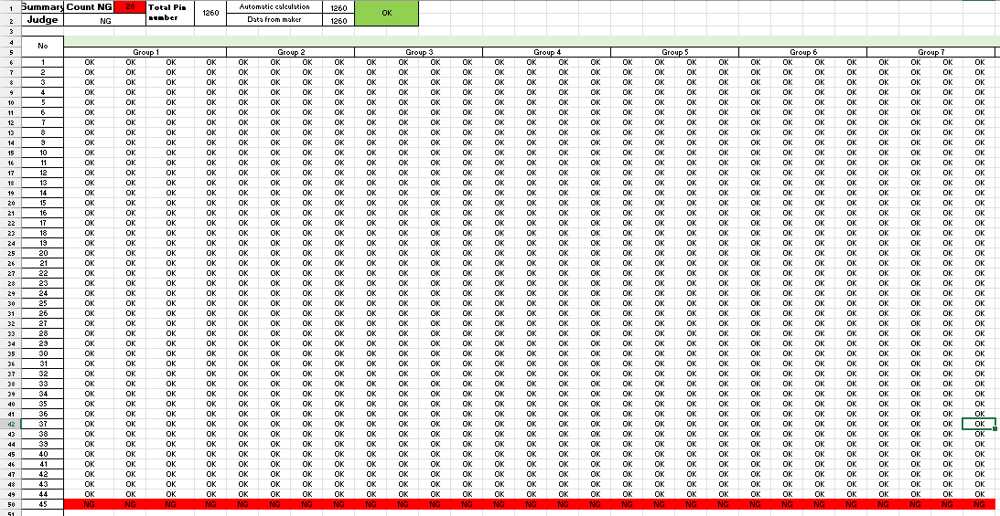 1 Summary Count NG 28 Total Pin number 1260 Automatic calculation 1260 OK
2 Judge NG Data from maker 1260
3
4 No
5 Group 1 Group 2 Group 3 Group 4 Group 5 Group 6 Group 7
6 1 OK OK OK OK OK OK OK OK OK OK OK OK OK OK OK OK OK OK OK OK OK OK OK OK OK OK OK OK
7 2 OK OK OK OK OK OK OK OK OK OK OK OK OK OK OK OK OK OK OK OK OK OK OK OK OK OK OK OK
8 3 OK OK OK OK OK OK OK OK OK OK OK OK OK OK OK OK OK OK OK OK OK OK OK OK OK OK OK OK
9 4 OK OK OK OK OK OK OK OK OK OK OK OK OK OK OK OK OK OK OK OK OK OK OK OK OK OK OK OK
10 5 OK OK OK OK OK OK OK OK OK OK OK OK OK OK OK OK OK OK OK OK OK OK OK OK OK OK OK OK
11 6 OK OK OK OK OK OK OK OK OK OK OK OK OK OK OK OK OK OK OK OK OK OK OK OK OK OK OK OK
12 7 OK OK OK OK OK OK OK OK OK OK OK OK OK OK OK OK OK OK OK OK OK OK OK OK OK OK OK OK
13 8 OK OK OK OK OK OK OK OK OK OK OK OK OK OK OK OK OK OK OK OK OK OK OK OK OK OK OK OK
14 9 OK OK OK OK OK OK OK OK OK OK OK OK OK OK OK OK OK OK OK OK OK OK OK OK OK OK OK OK
15 10 OK OK OK OK OK OK OK OK OK OK OK OK OK OK OK OK OK OK OK OK OK OK OK OK OK OK OK OK
16 11 OK OK OK OK OK OK OK OK OK OK OK OK OK OK OK OK OK OK OK OK OK OK OK OK OK OK OK OK
17 12 OK OK OK OK OK OK OK OK OK OK OK OK OK OK OK OK OK OK OK OK OK OK OK OK OK OK OK OK
18 13 OK OK OK OK OK OK OK OK OK OK OK OK OK OK OK OK OK OK OK OK OK OK OK OK OK OK OK OK
19 14 OK OK OK OK OK OK OK OK OK OK OK OK OK OK OK OK OK OK OK OK OK OK OK OK OK OK OK OK
20 15 OK OK OK OK OK OK OK OK OK OK OK OK OK OK OK OK OK OK OK OK OK OK OK OK OK OK OK OK
21 16 OK OK OK OK OK OK OK OK OK OK OK OK OK OK OK OK OK OK OK OK OK OK OK OK OK OK OK OK
22 17 OK OK OK OK OK OK OK OK OK OK OK OK OK OK OK OK OK OK OK OK OK OK OK OK OK OK OK OK
23 18 OK OK OK OK OK OK OK OK OK OK OK OK OK OK OK OK OK OK OK OK OK OK OK OK OK OK OK OK
24 19 OK OK OK OK OK OK OK OK OK OK OK OK OK OK OK OK OK OK OK OK OK OK OK OK OK OK OK OK
25 20 OK OK OK OK OK OK OK OK OK OK OK OK OK OK OK OK OK OK OK OK OK OK OK OK OK OK OK OK
26 21 OK OK OK OK OK OK OK OK OK OK OK OK OK OK OK OK OK OK OK OK OK OK OK OK OK OK OK OK
27 22 OK OK OK OK OK OK OK OK OK OK OK OK OK OK OK OK OK OK OK OK OK OK OK OK OK OK OK OK
28 23 OK OK OK OK OK OK OK OK OK OK OK OK OK OK OK OK OK OK OK OK OK OK OK OK OK OK OK OK
29 24 OK OK OK OK OK OK OK OK OK OK OK OK OK OK OK OK OK OK OK OK OK OK OK OK OK OK OK OK
30 25 OK OK OK OK OK OK OK OK OK OK OK OK OK OK OK OK OK OK OK OK OK OK OK OK OK OK OK OK
31 26 OK OK OK OK OK OK OK OK OK OK OK OK OK OK OK OK OK OK OK OK OK OK OK OK OK OK OK OK
32 27 OK OK OK OK OK OK OK OK OK OK OK OK OK OK OK OK OK OK OK OK OK OK OK OK OK OK OK OK
33 28 OK OK OK OK OK OK OK OK OK OK OK OK OK OK OK OK OK OK OK OK OK OK OK OK OK OK OK OK
34 29 OK OK OK OK OK OK OK OK OK OK OK OK OK OK OK OK OK OK OK OK OK OK OK OK OK OK OK OK
35 30 OK OK OK OK OK OK OK OK OK OK OK OK OK OK OK OK OK OK OK OK OK OK OK OK OK OK OK OK
36 31 OK OK OK OK OK OK OK OK OK OK OK OK OK OK OK OK OK OK OK OK OK OK OK OK OK OK OK OK
37 32 OK OK OK OK OK OK OK OK OK OK OK OK OK OK OK OK OK OK OK OK OK OK OK OK OK OK OK OK
38 33 OK OK OK OK OK OK OK OK OK OK OK OK OK OK OK OK OK OK OK OK OK OK OK OK OK OK OK OK
39 34 OK OK OK OK OK OK OK OK OK OK OK OK OK OK OK OK OK OK OK OK OK OK OK OK OK OK OK OK
40 35 OK OK OK OK OK OK OK OK OK OK OK OK OK OK OK OK OK OK OK OK OK OK OK OK OK OK OK OK
41 36 OK OK OK OK OK OK OK OK OK OK OK OK OK OK OK OK OK OK OK OK OK OK OK OK OK OK OK OK
42 37 OK OK OK OK OK OK OK OK OK OK OK OK OK OK OK OK OK OK OK OK OK OK OK OK OK OK OK OK
43 38 OK OK OK OK OK OK OK OK OK OK OK OK OK OK OK OK OK OK OK OK OK OK OK OK OK OK OK OK
44 39 OK OK OK OK OK OK OK OK OK OK OK OK OK OK OK OK OK OK OK OK OK OK OK OK OK OK OK OK
45 40 OK OK OK OK OK OK OK OK OK OK OK OK OK OK OK OK OK OK OK OK OK OK OK OK OK OK OK OK
46 41 OK OK OK OK OK OK OK OK OK OK OK OK OK OK OK OK OK OK OK OK OK OK OK OK OK OK OK OK
47 42 OK OK OK OK OK OK OK OK OK OK OK OK OK OK OK OK OK OK OK OK OK OK OK OK OK OK OK OK
48 43 OK OK OK OK OK OK OK OK OK OK OK OK OK OK OK OK OK OK OK OK OK OK OK OK OK OK OK OK
49 44 OK OK OK OK OK OK OK OK OK OK OK OK OK OK OK OK OK OK OK OK OK OK OK OK OK OK OK OK
50 45 NG NG NG NG NG NG NG NG NG NG NG NG NG NG NG NG NG NG NG NG NG NG NG NG NG NG NG NG
51